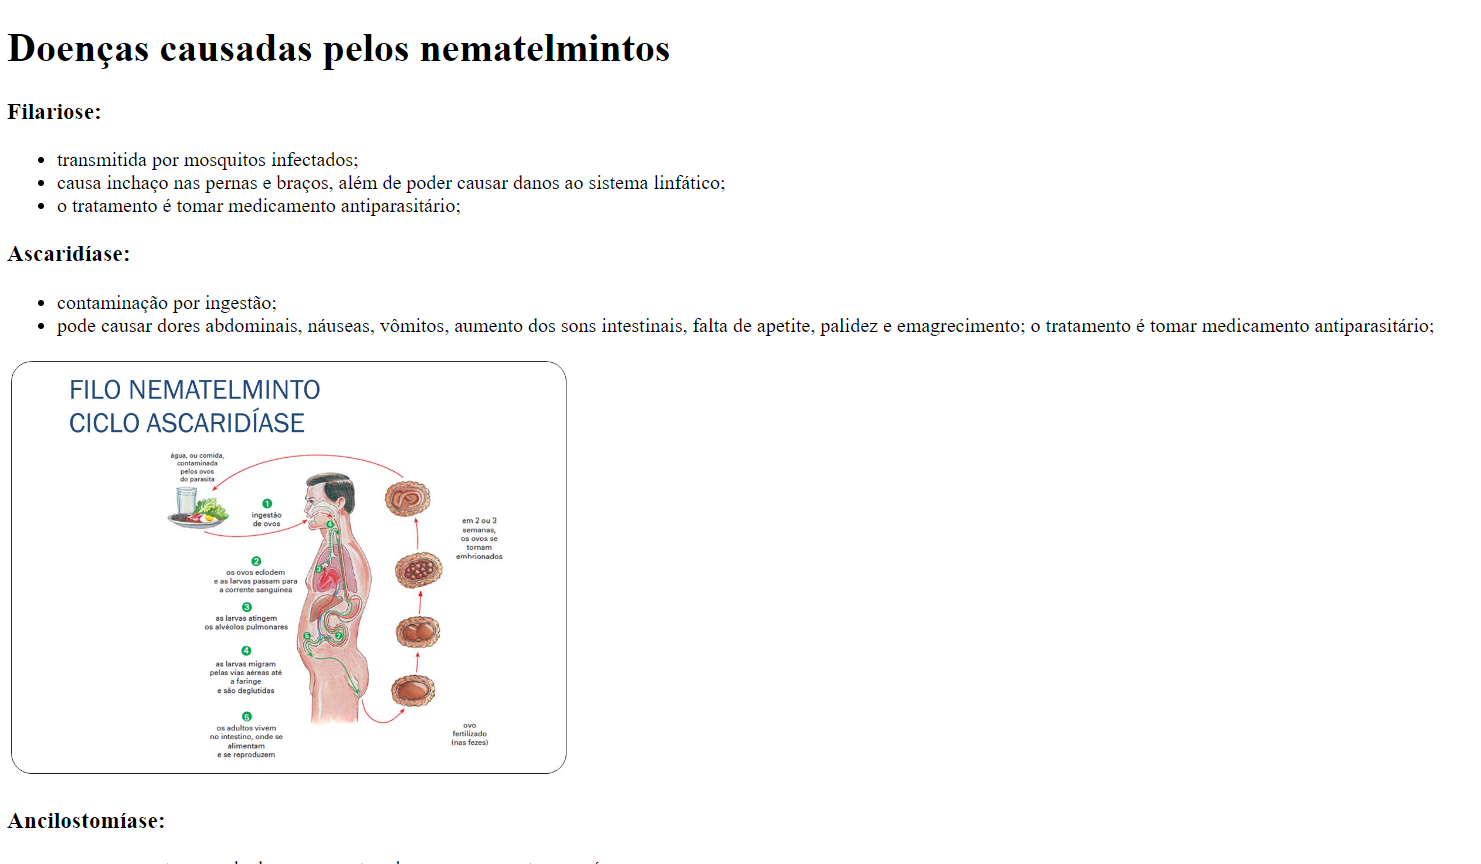 Doenças causadas pelos nematelmintos
Filariose:
• transmitida por mosquitos infectados;
• causa inchaço nas pernas e braços, além de poder causar danos ao sistema linfático;
• o tratamento é tomar medicamento antiparasitário;
Ascaridíase:
• contaminação por ingestão;
• pode causar dores abdominais, náuseas, vômitos, aumento dos sons intestinais, falta de apetite, palidez e emagrecimento; o tratamento é tomar medicamento antiparasitário;
FILO NEMATELMINTO
CICLO ASCARIDÍASE
água, ou comida,
contaminada
pelos ovos
do parasita
1
ingestão
de ovos
2
os ovos eclodem
e as larvas passam para
a corrente sanguínea
3
as larvas atingem
os alvéolos pulmonares
4
as larvas migram
pelas vias aéreas até
a faringe
e são deglutidas
5
os adultos vivem
no intestino, onde se
alimentam
e se reproduzem
4
3
5
2
em 2 ou 3
semanas,
os ovos se
tornam
embrionados
ovo
fertilizado
(nas fezes)
Ancilostomíase: